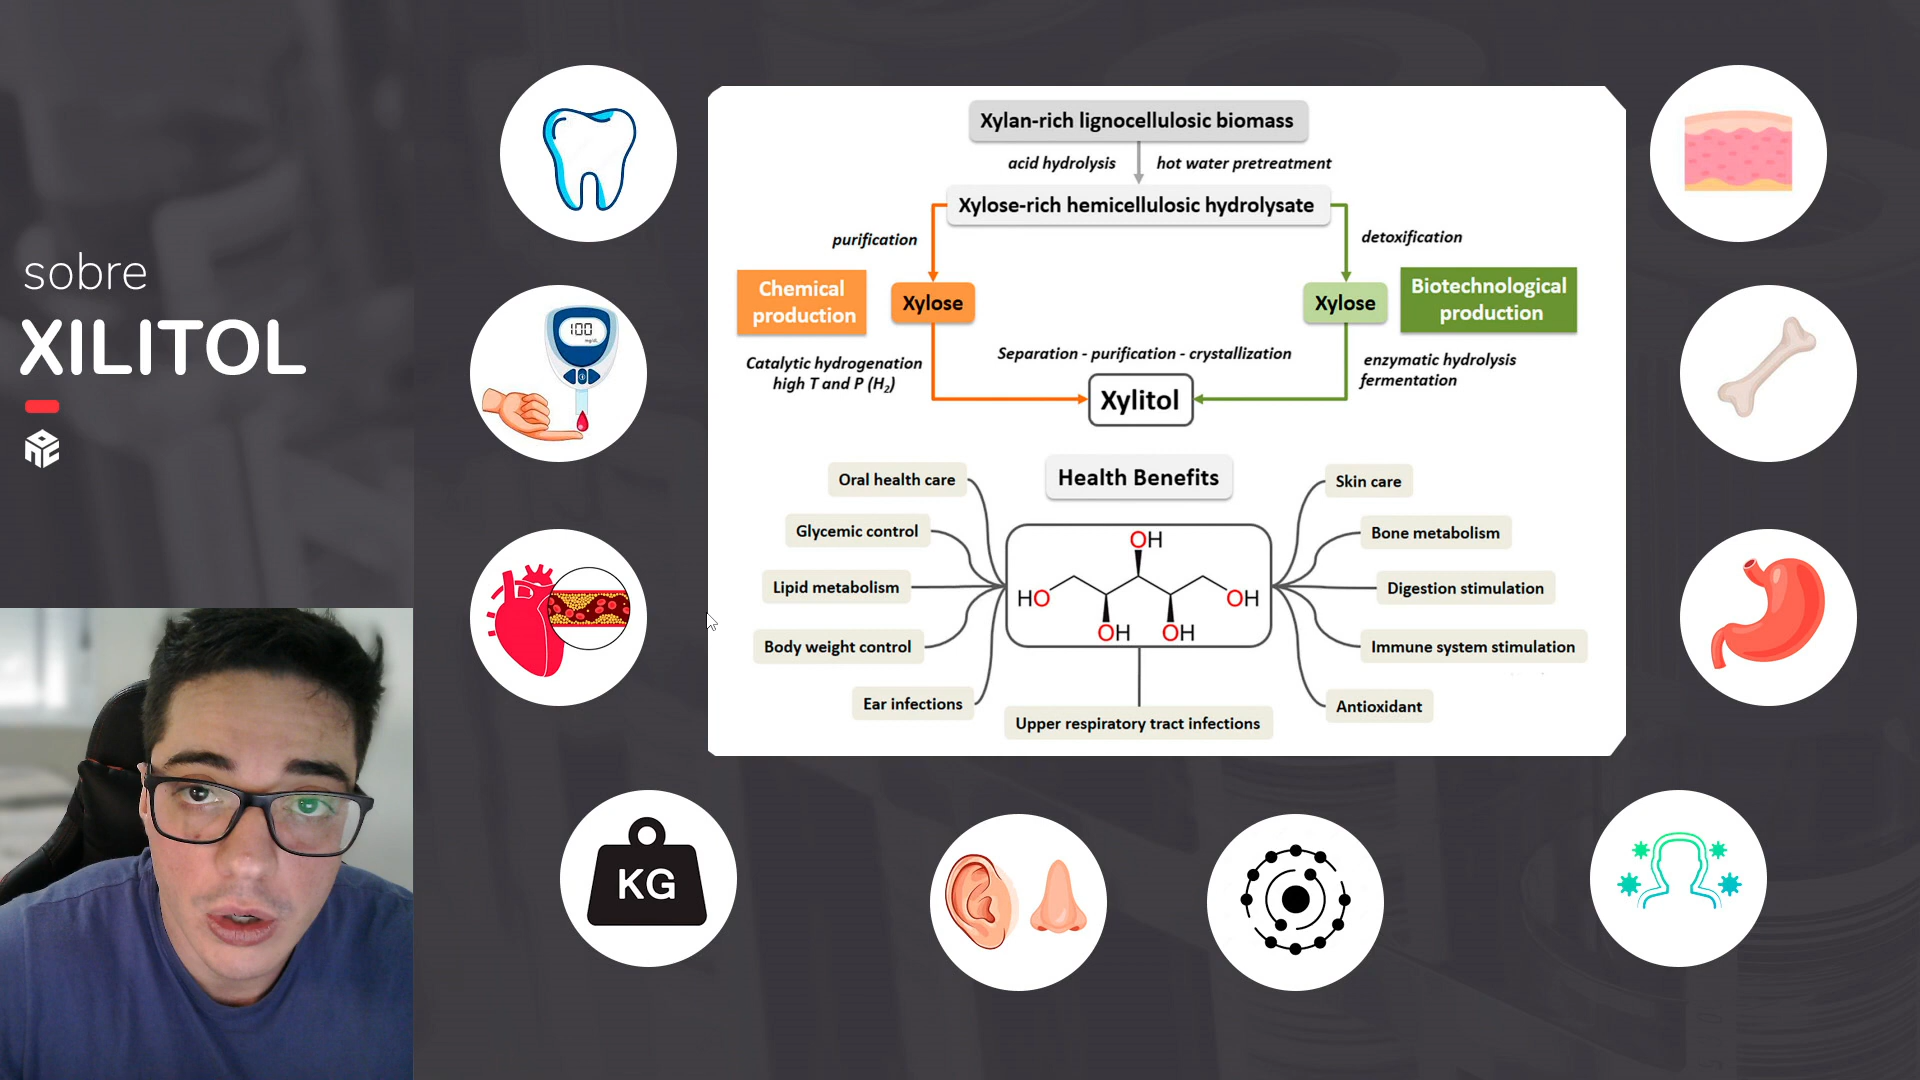 sobre
XILITOL
100
mg/dL
KG
Xylan-rich lignocellulosic biomass
acid hydrolysis
hot water pretreatment
Xylose-rich hemicellulosic hydrolysate
purification
detoxification
Chemical
production
Xylose
Xylose
Biotechnological
production
Catalytic hydrogenation
high T and P (H₂)
Separation - purification - crystallization
enzymatic hydrolysis
fermentation
Xylitol
Health Benefits
Oral health care
Glycemic control
Lipid metabolism
Body weight control
Ear infections
OH
HO
OH
OH
OH
Upper respiratory tract infections
Skin care
Bone metabolism
Digestion stimulation
Immune system stimulation
Antioxidant